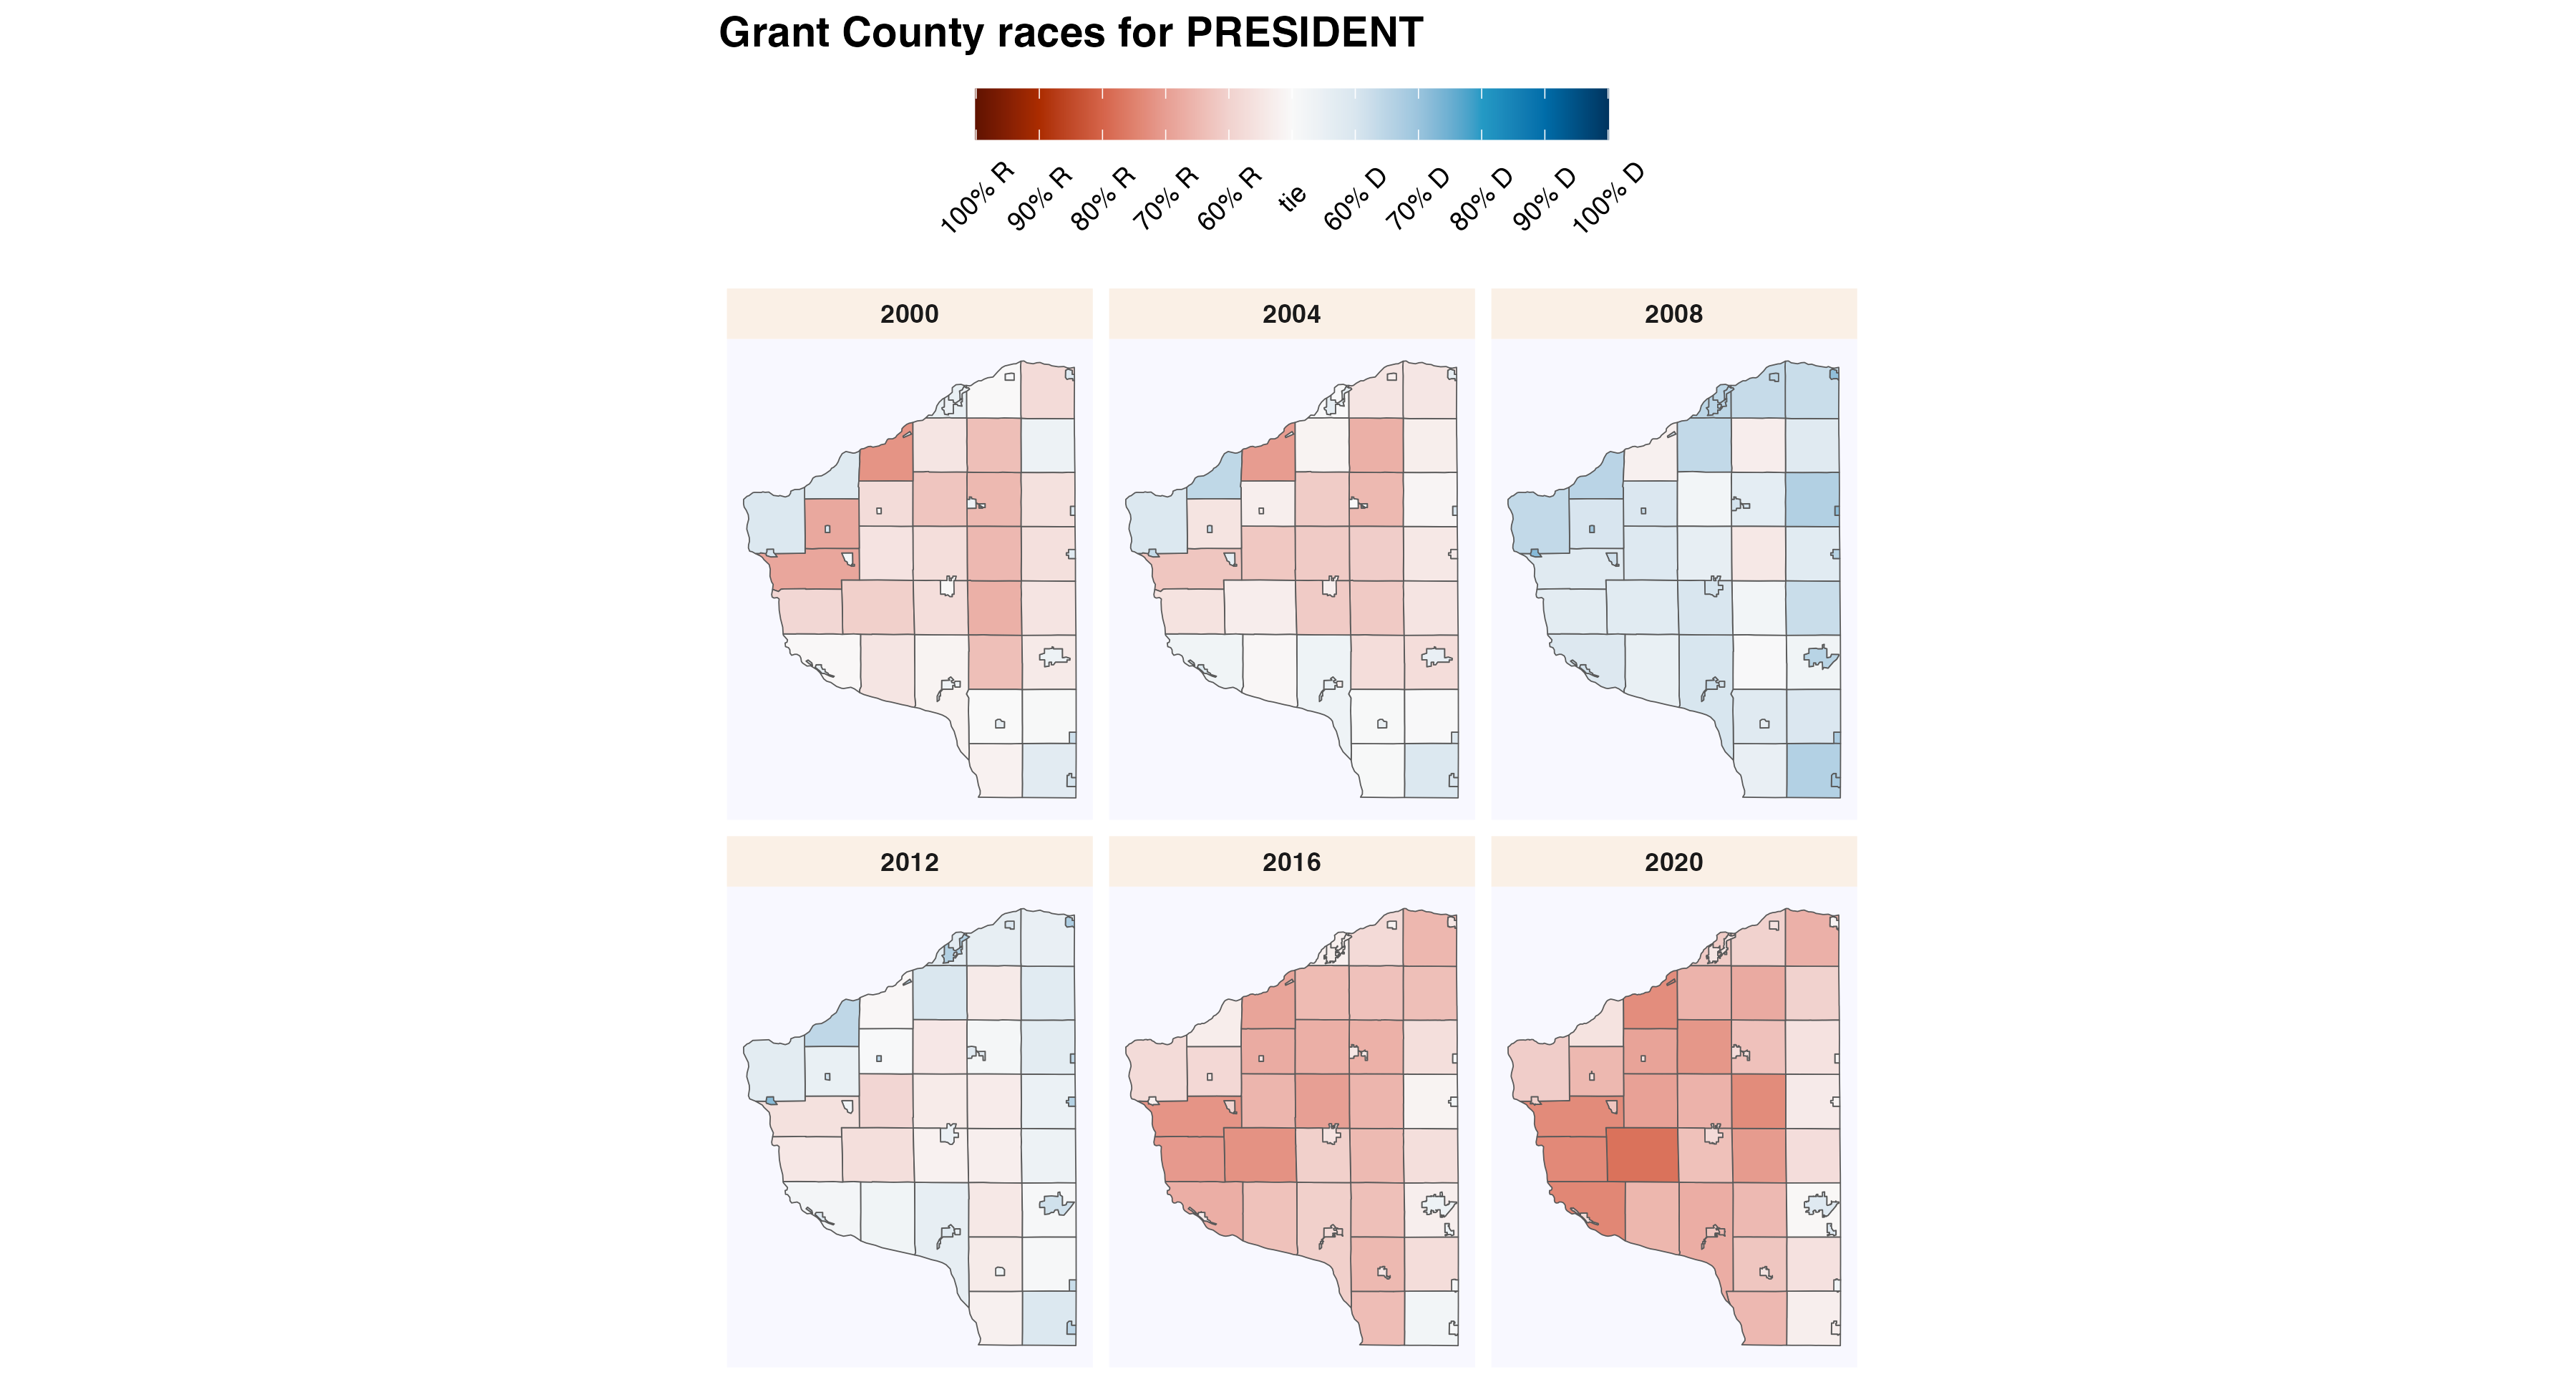 Grant County races for PRESIDENT
100% R
90% R
80% R
70% R
60% R
tie
60% D
70% D
80% D
90% D
100% D
2000
2004
2008
2012
2016
2020